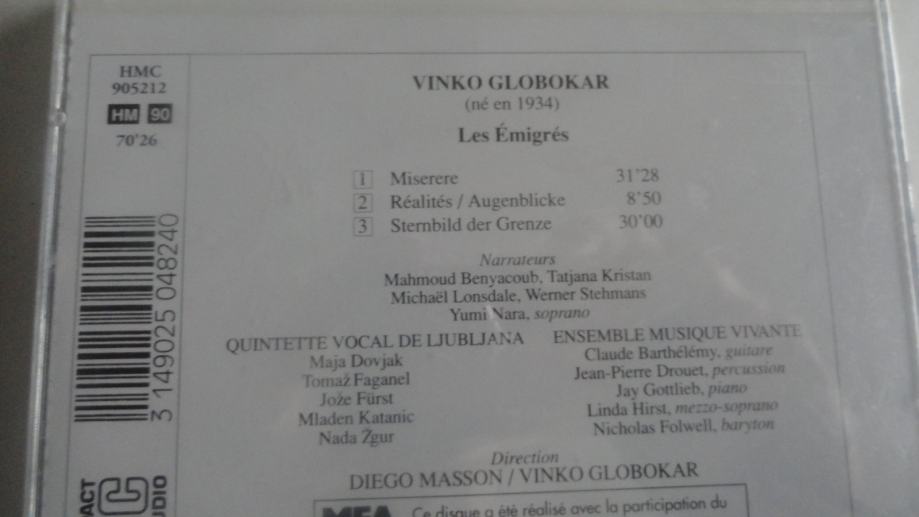 HMC
905212
HM 90
70'26
VINKO GLOBOKAR
(né en 1934)
Les Émigrés
1 Miserere 31'28
2 Réalités / Augenblicke 8'50
3 Sternbild der Grenze 30'00
Narrateurs
Mahmoud Benyacoub, Tatjana Kristan
Michaël Lonsdale, Werner Stehmans
Yumi Nara, soprano
QUINTETTE VOCAL DE LJUBLJANA
Maja Dovjak
Tomaž Faganel
Jože Fürst
Mladen Katanic
Nada Žgur
ENSEMBLE MUSIQUE VIVANTE
Claude Barthélémy, guitare
Jean-Pierre Drouet, percussion
Jay Gottlieb, piano
Linda Hirst, mezzo-soprano
Nicholas Folwell, baryton
Direction
DIEGO MASSON / VINKO GLOBOKAR
3 149025 048240
MFA
Ce disque a été réalisé avec la participation du